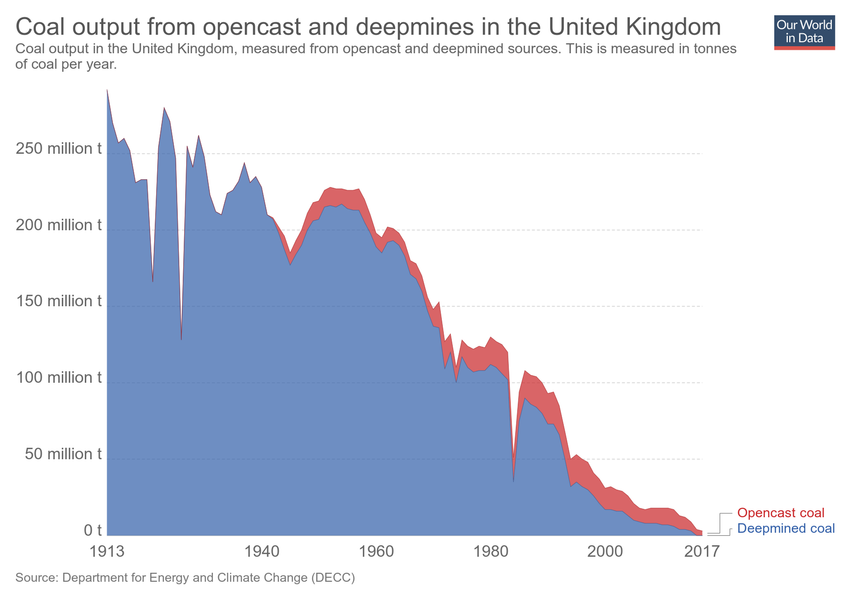 Coal output from opencast and deepmines in the United Kingdom
Our World
in Data
Coal output in the United Kingdom, measured from opencast and deepmined sources. This is measured in tonnes
of coal per year.
250 million t
200 million t
150 million t
100 million t
50 million t
0 t
Opencast coal
Deepmined coal
1913
1940
1960
1980
2000
2017
Source: Department for Energy and Climate Change (DECC)